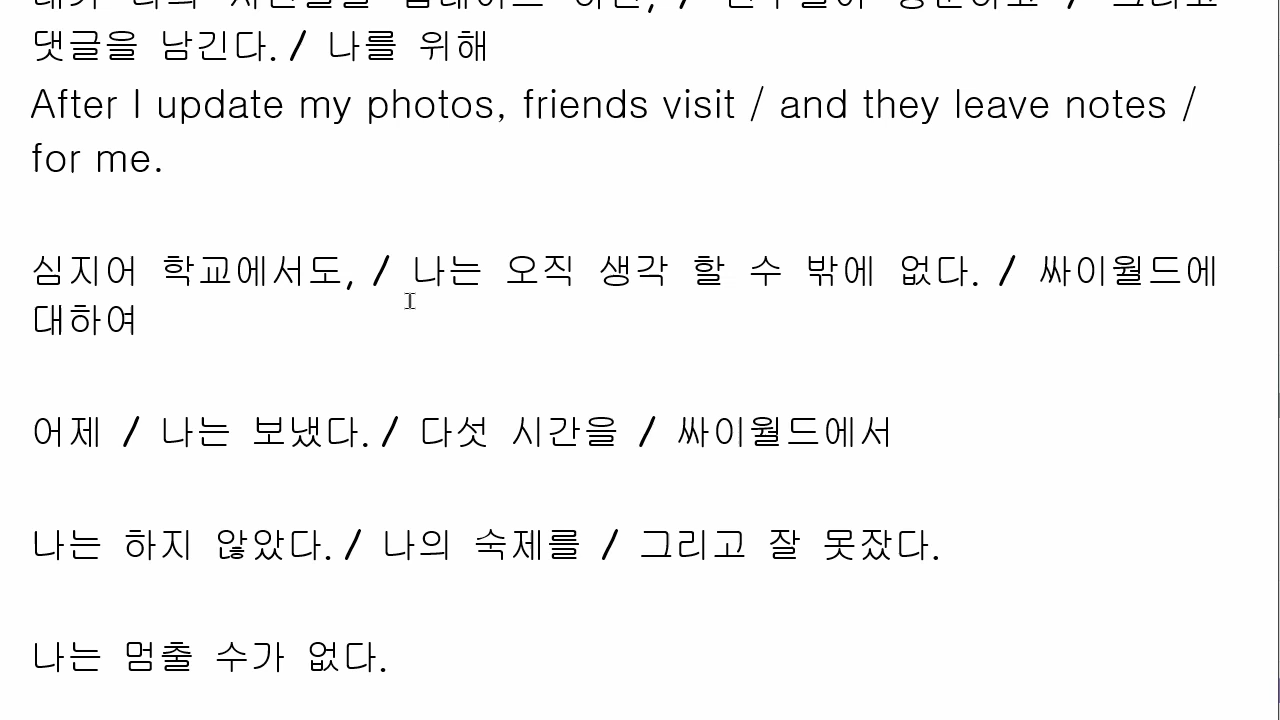 댓글을 남긴다. / 나를 위해
After I update my photos, friends visit / and they leave notes /
for me.
심지어 학교에서도, / 나는 오직 생각 할 수 밖에 없다. / 싸이월드에
대하여
어제 / 나는 보냈다. / 다섯 시간을 / 싸이월드에서
나는 하지 않았다. / 나의 숙제를 / 그리고 잘 못잤다.
나는 멈출 수가 없다.